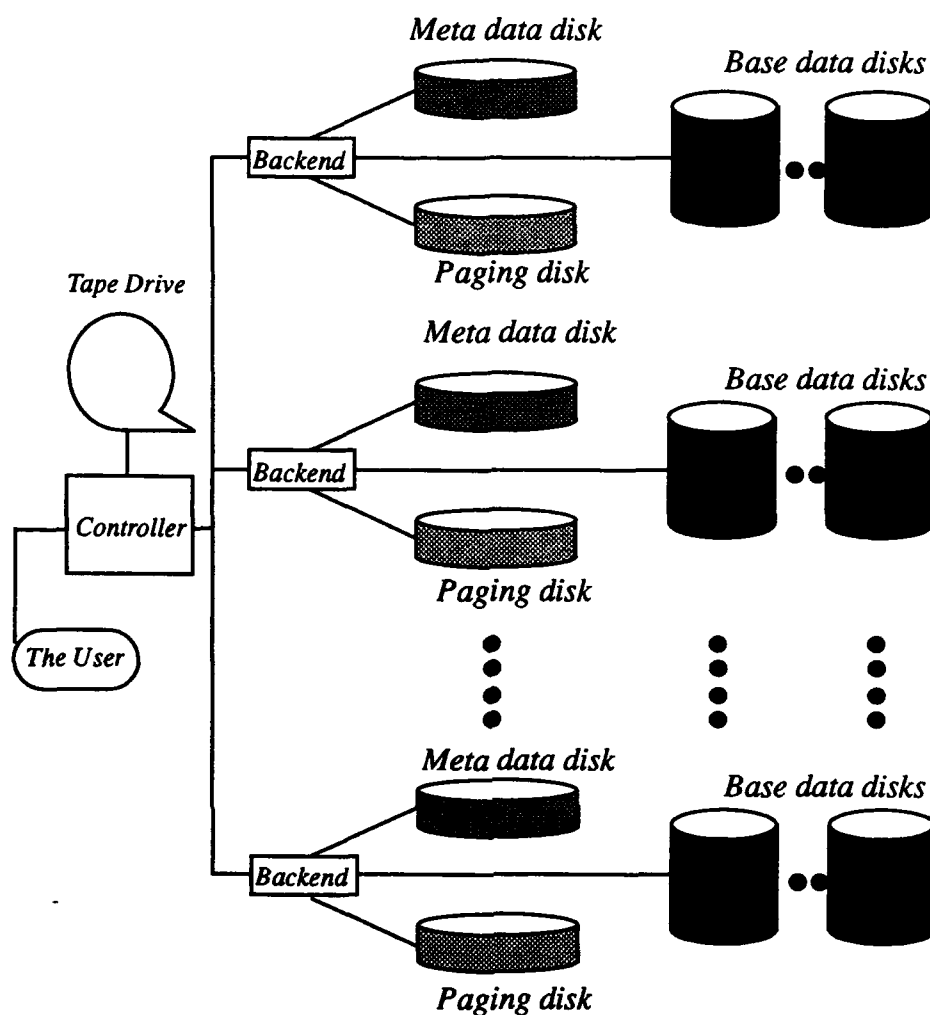 Meta data disk
Base data disks
Backend
Paging disk
Tape Drive
Meta data disk
Base data disks
Backend
Controller
Paging disk
The User
Meta data disk
Base data disks
Backend
Paging disk